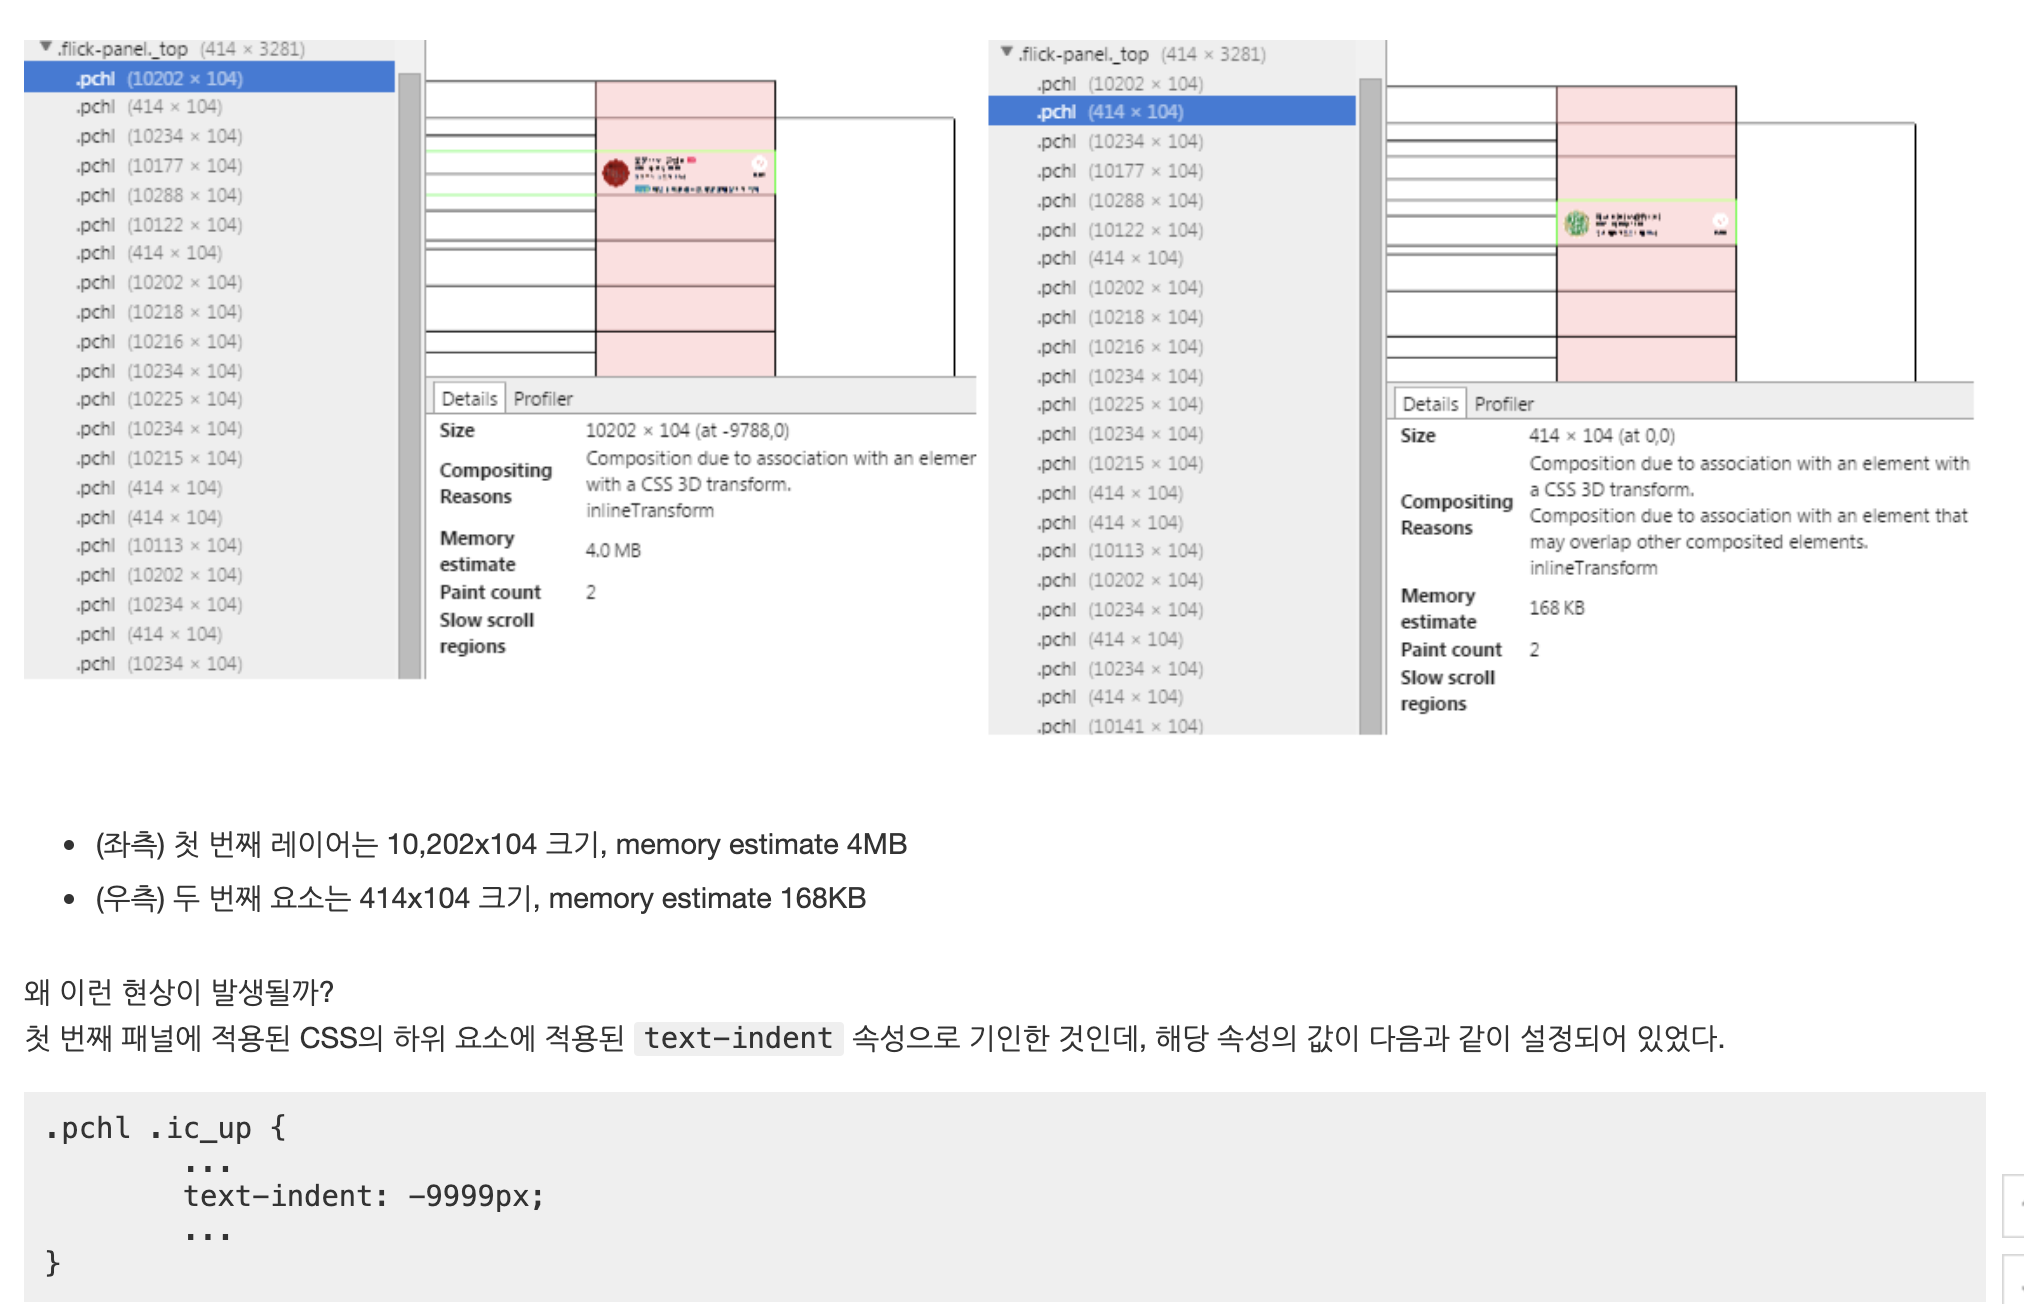 .flick-panel._top (414 × 3281)
.pchl (10202 × 104)
.pchl (414 × 104)
.pchl (10234 × 104)
.pchl (10177 × 104)
.pchl (10288 × 104)
.pchl (10122 × 104)
.pchl (414 × 104)
.pchl (10202 × 104)
.pchl (10218 × 104)
.pchl (10216 × 104)
.pchl (10234 × 104)
.pchl (10225 × 104)
.pchl (10234 × 104)
.pchl (10215 × 104)
.pchl (414 × 104)
.pchl (414 × 104)
.pchl (10113 × 104)
.pchl (10202 × 104)
.pchl (10234 × 104)
.pchl (414 × 104)
.pchl (10234 × 104)
Details Profiler
Size 10202 × 104 (at -9788,0)
Compositing Reasons Composition due to association with an elemer
with a CSS 3D transform.
inlineTransform
Memory estimate 4.0 MB
Paint count 2
Slow scroll regions
.flick-panel._top (414 × 3281)
.pchl (10202 × 104)
.pchl (414 × 104)
.pchl (10234 × 104)
.pchl (10177 × 104)
.pchl (10288 × 104)
.pchl (10122 × 104)
.pchl (414 × 104)
.pchl (10202 × 104)
.pchl (10218 × 104)
.pchl (10216 × 104)
.pchl (10234 × 104)
.pchl (10225 × 104)
.pchl (10234 × 104)
.pchl (10215 × 104)
.pchl (414 × 104)
.pchl (414 × 104)
.pchl (10113 × 104)
.pchl (10202 × 104)
.pchl (10234 × 104)
.pchl (414 × 104)
.pchl (10234 × 104)
.pchl (414 × 104)
.pchl (10141 × 104)
Details Profiler
Size 414 × 104 (at 0,0)
Compositing Reasons Composition due to association with an element with
a CSS 3D transform.
Composition due to association with an element that
may overlap other composited elements.
inlineTransform
Memory estimate 168 KB
Paint count 2
Slow scroll regions
• (좌측) 첫 번째 레이어는 10,202x104 크기, memory estimate 4MB
• (우측) 두 번째 요소는 414x104 크기, memory estimate 168KB
왜 이런 현상이 발생될까?
첫 번째 패널에 적용된 CSS의 하위 요소에 적용된 text-indent 속성으로 기인한 것인데, 해당 속성의 값이 다음과 같이 설정되어 있었다.
.pchl .ic_up {
...
text-indent: -9999px;
...
}